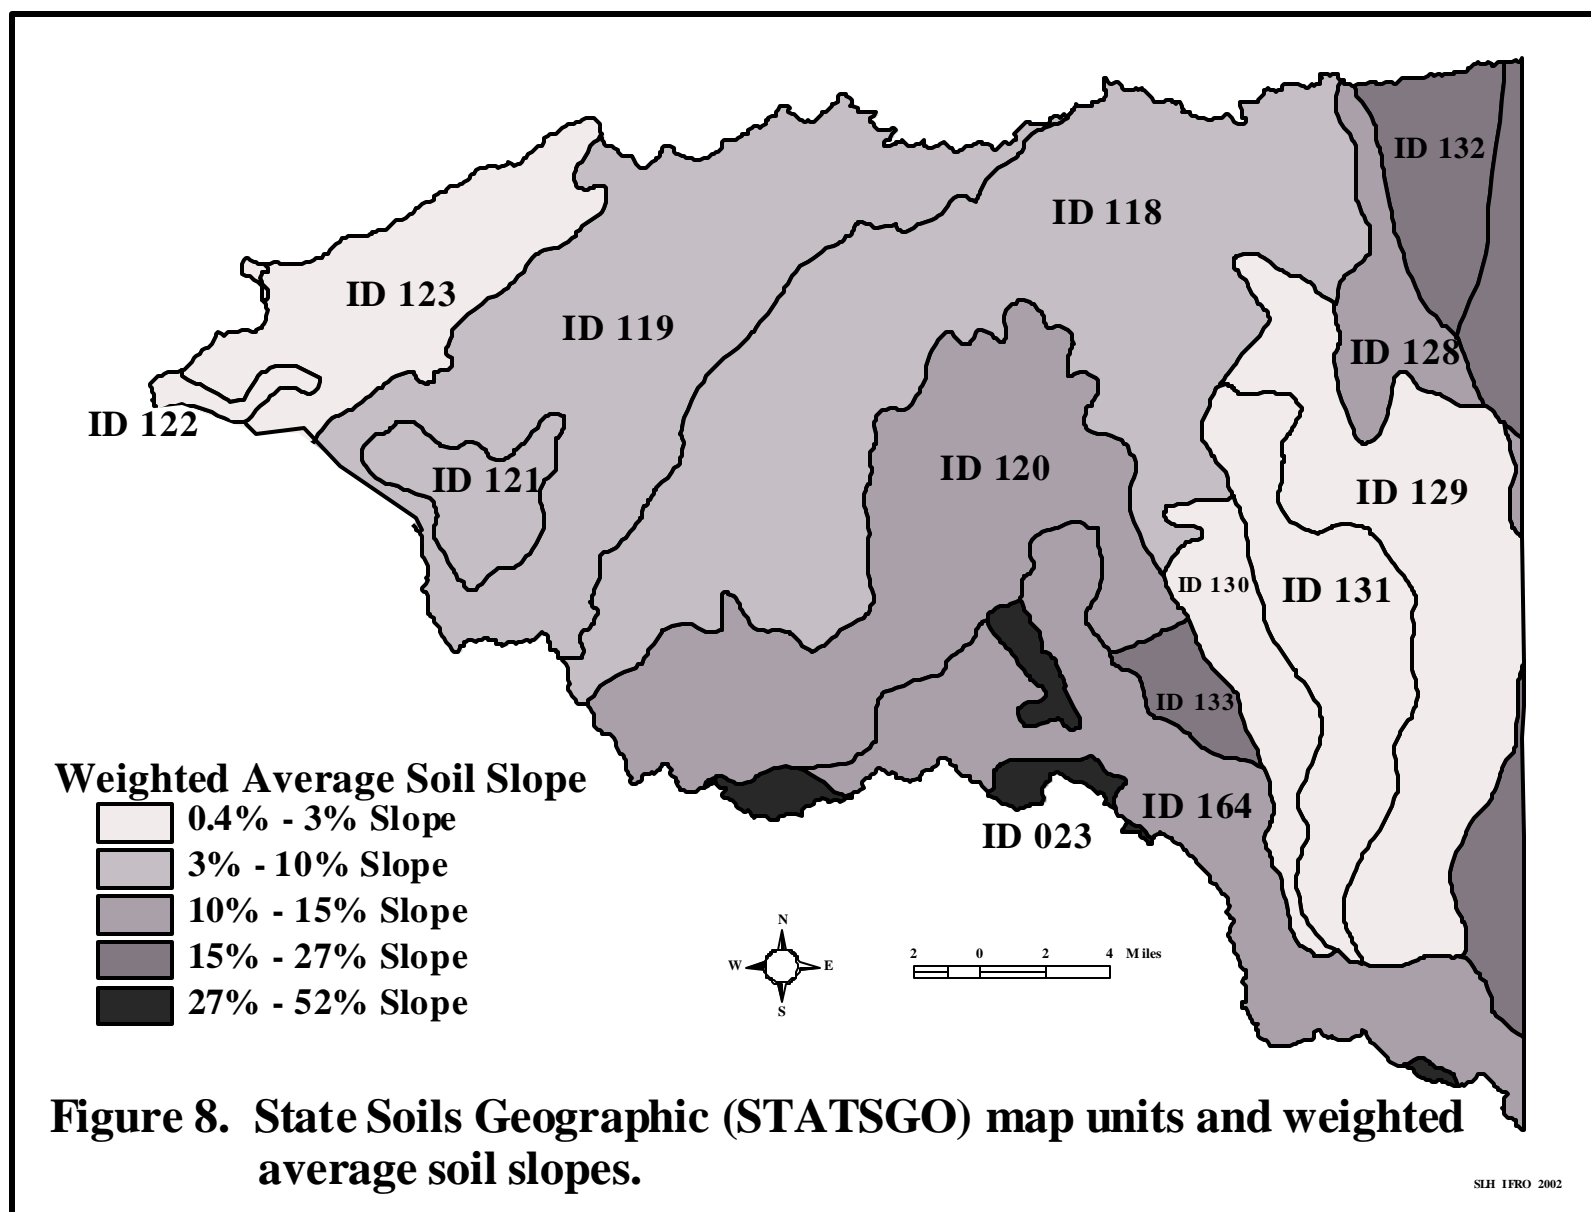 ID 132
ID 118
ID 123
ID 119
ID 128
ID 122
ID 121
ID 120
ID 129
ID 130
ID 131
ID 133
ID 164
ID 023
Weighted Average Soil Slope
0.4% - 3% Slope
3% - 10% Slope
10% - 15% Slope
15% - 27% Slope
27% - 52% Slope
N
W E
S
2 0 2 4 Miles
Figure 8. State Soils Geographic (STATSGO) map units and weighted
average soil slopes.
SLH IFRO 2002